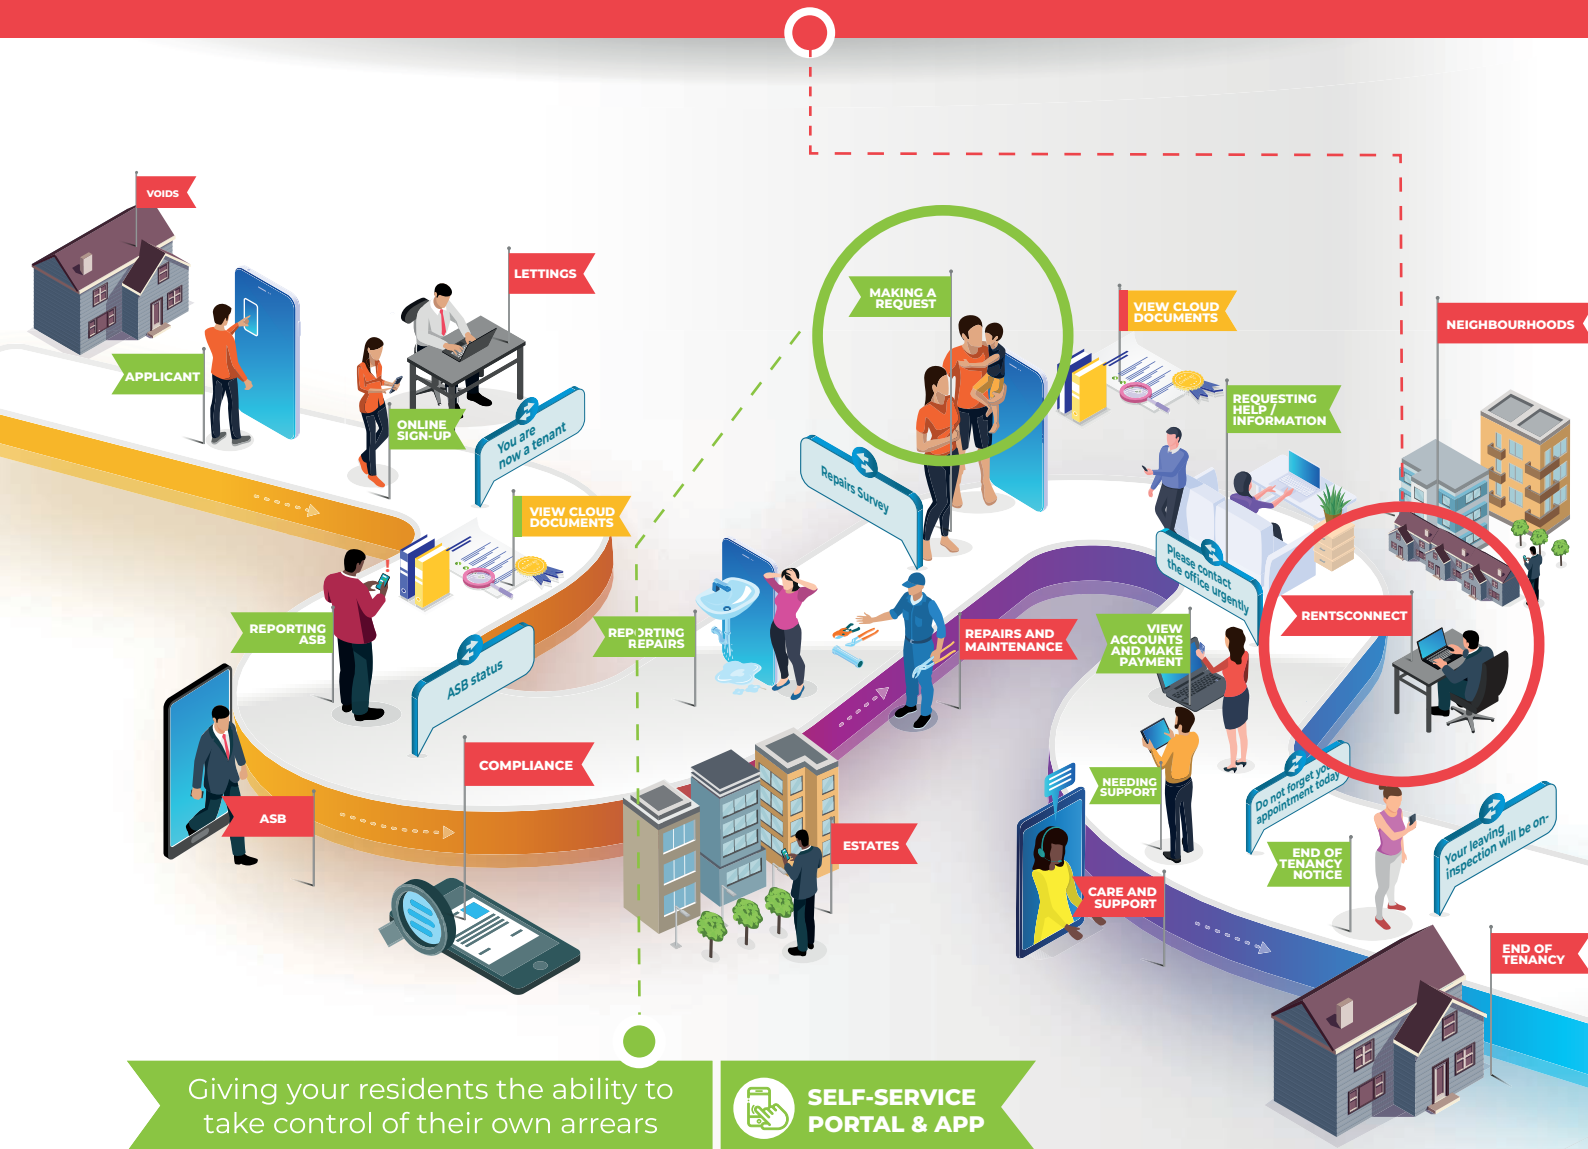 VOIDS
LETTINGS
APPLICANT
ONLINE
SIGN-UP
You are
now a tenant
MAKING A
REQUEST
VIEW CLOUD
DOCUMENTS
NEIGHBOURHOODS
REQUESTING
HELP /
INFORMATION
Repairs Survey
VIEW CLOUD
DOCUMENTS
REPORTING
ASB
ASB status
REPORTING
REPAIRS
REPAIRS AND
MAINTENANCE
Please contact
the office urgently
VIEW
ACCOUNTS
AND MAKE
PAYMENT
RENTSCONNECT
COMPLIANCE
ASB
ESTATES
NEEDING
SUPPORT
Do not forget your
appointment today
Your leaving
inspection will be on-
END OF
TENANCY
NOTICE
CARE AND
SUPPORT
END OF
TENANCY
Giving your residents the ability to
take control of their own arrears
SELF-SERVICE
PORTAL & APP